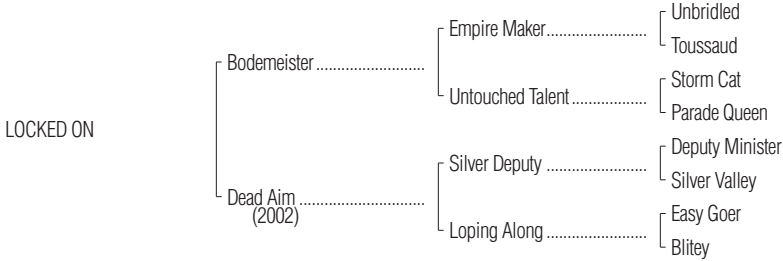 Unbridled
Empire Maker........................
Toussaud
Bodemeister..........................
Storm Cat
Untouched Talent..................
Parade Queen
LOCKED ON
Deputy Minister
Silver Deputy ........................
Silver Valley
Dead Aim ..............................
(2002)
Easy Goer
Loping Along ........................
Blitey